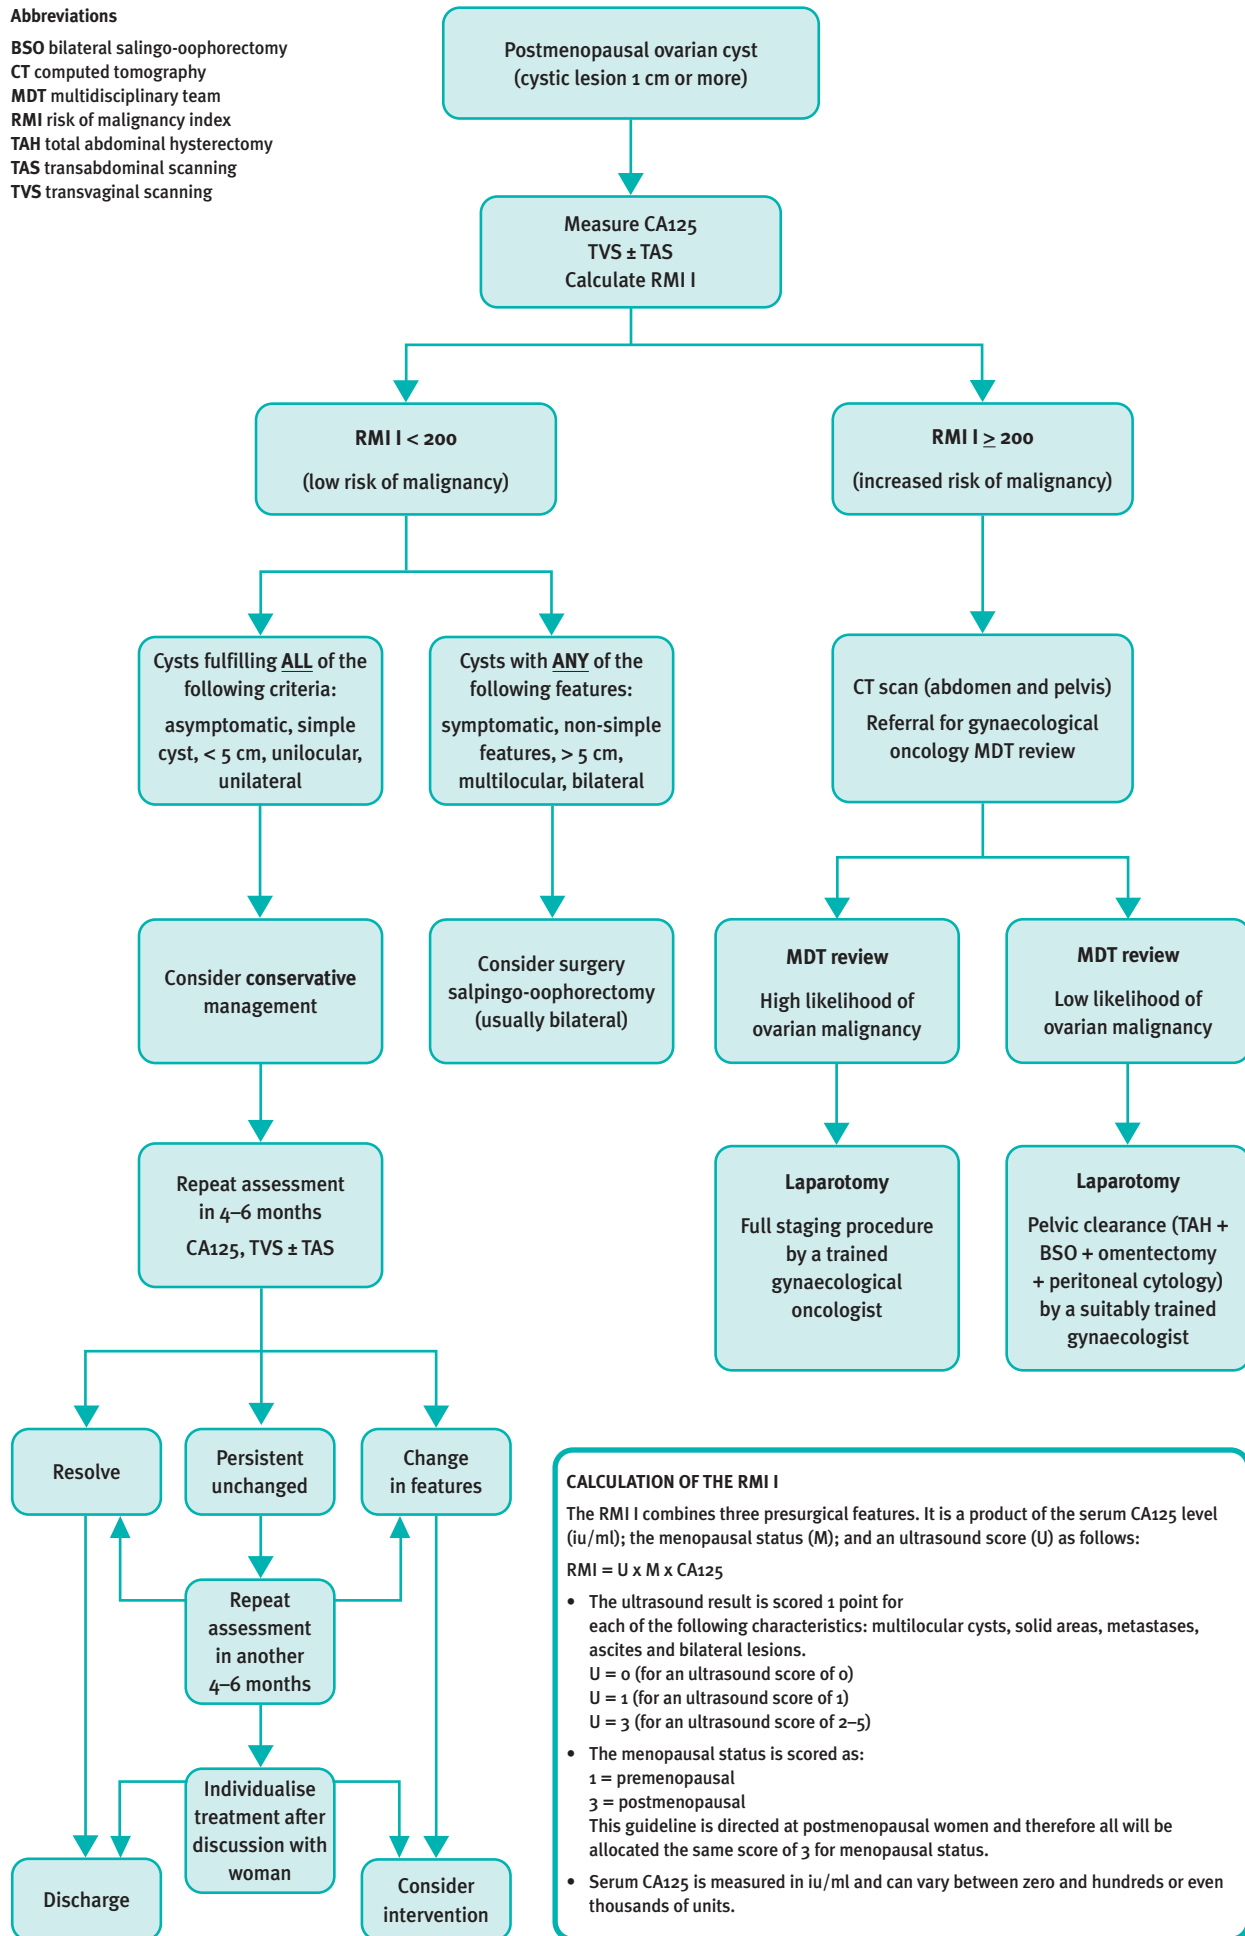 Abbreviations
BSO bilateral salingo-oophorectomy
CT computed tomography
MDT multidisciplinary team
RMI risk of malignancy index
TAH total abdominal hysterectomy
TAS transabdominal scanning
TVS transvaginal scanning
Postmenopausal ovarian cyst
(cystic lesion 1 cm or more)
Measure CA125
TVS ± TAS
Calculate RMI I
RMI I < 200
(low risk of malignancy)
RMI I ≥ 200
(increased risk of malignancy)
Cysts fulfilling ALL of the
following criteria:
asymptomatic, simple
cyst, < 5 cm, unilocular,
unilateral
Cysts with ANY of the
following features:
symptomatic, non-simple
features, > 5 cm,
multilocular, bilateral
CT scan (abdomen and pelvis)
Referral for gynaecological
oncology MDT review
Consider conservative
management
Consider surgery
salpingo-oophorectomy
(usually bilateral)
MDT review
High likelihood of
ovarian malignancy
MDT review
Low likelihood of
ovarian malignancy
Repeat assessment
in 4–6 months
CA125, TVS ± TAS
Laparotomy
Full staging procedure
by a trained
gynaecological
oncologist
Laparotomy
Pelvic clearance (TAH +
BSO + omentectomy
+ peritoneal cytology)
by a suitably trained
gynaecologist
Resolve
Persistent
unchanged
Change
in features
Repeat
assessment
in another
4–6 months
Individualise
treatment after
discussion with
woman
Discharge
Consider
intervention
CALCULATION OF THE RMI I
The RMI I combines three presurgical features. It is a product of the serum CA125 level
(iu/ml); the menopausal status (M); and an ultrasound score (U) as follows:
RMI = U x M x CA125
• The ultrasound result is scored 1 point for
each of the following characteristics: multilocular cysts, solid areas, metastases,
ascites and bilateral lesions.
U = 0 (for an ultrasound score of 0)
U = 1 (for an ultrasound score of 1)
U = 3 (for an ultrasound score of 2–5)
• The menopausal status is scored as:
1 = premenopausal
3 = postmenopausal
This guideline is directed at postmenopausal women and therefore all will be
allocated the same score of 3 for menopausal status.
• Serum CA125 is measured in iu/ml and can vary between zero and hundreds or even
thousands of units.